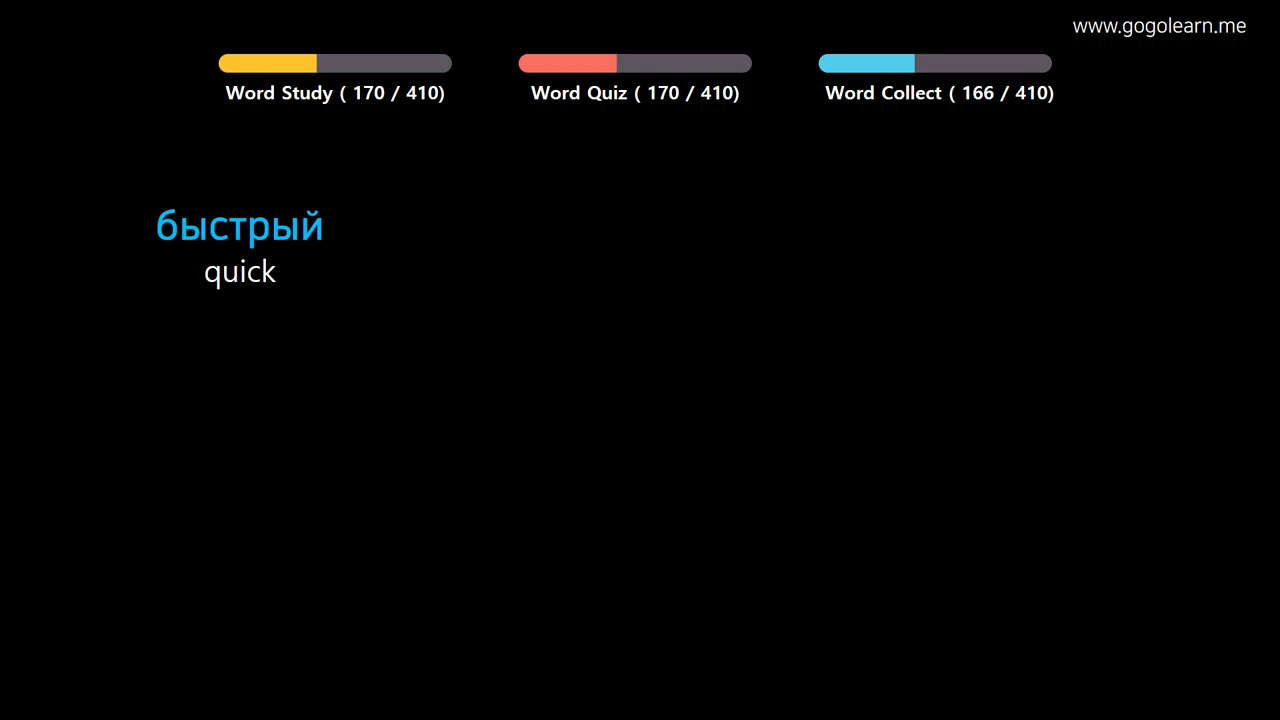 www.gogolearn.me
Word Study ( 170 / 410)
Word Quiz ( 170 / 410)
Word Collect ( 166 / 410)
быстрый
quick